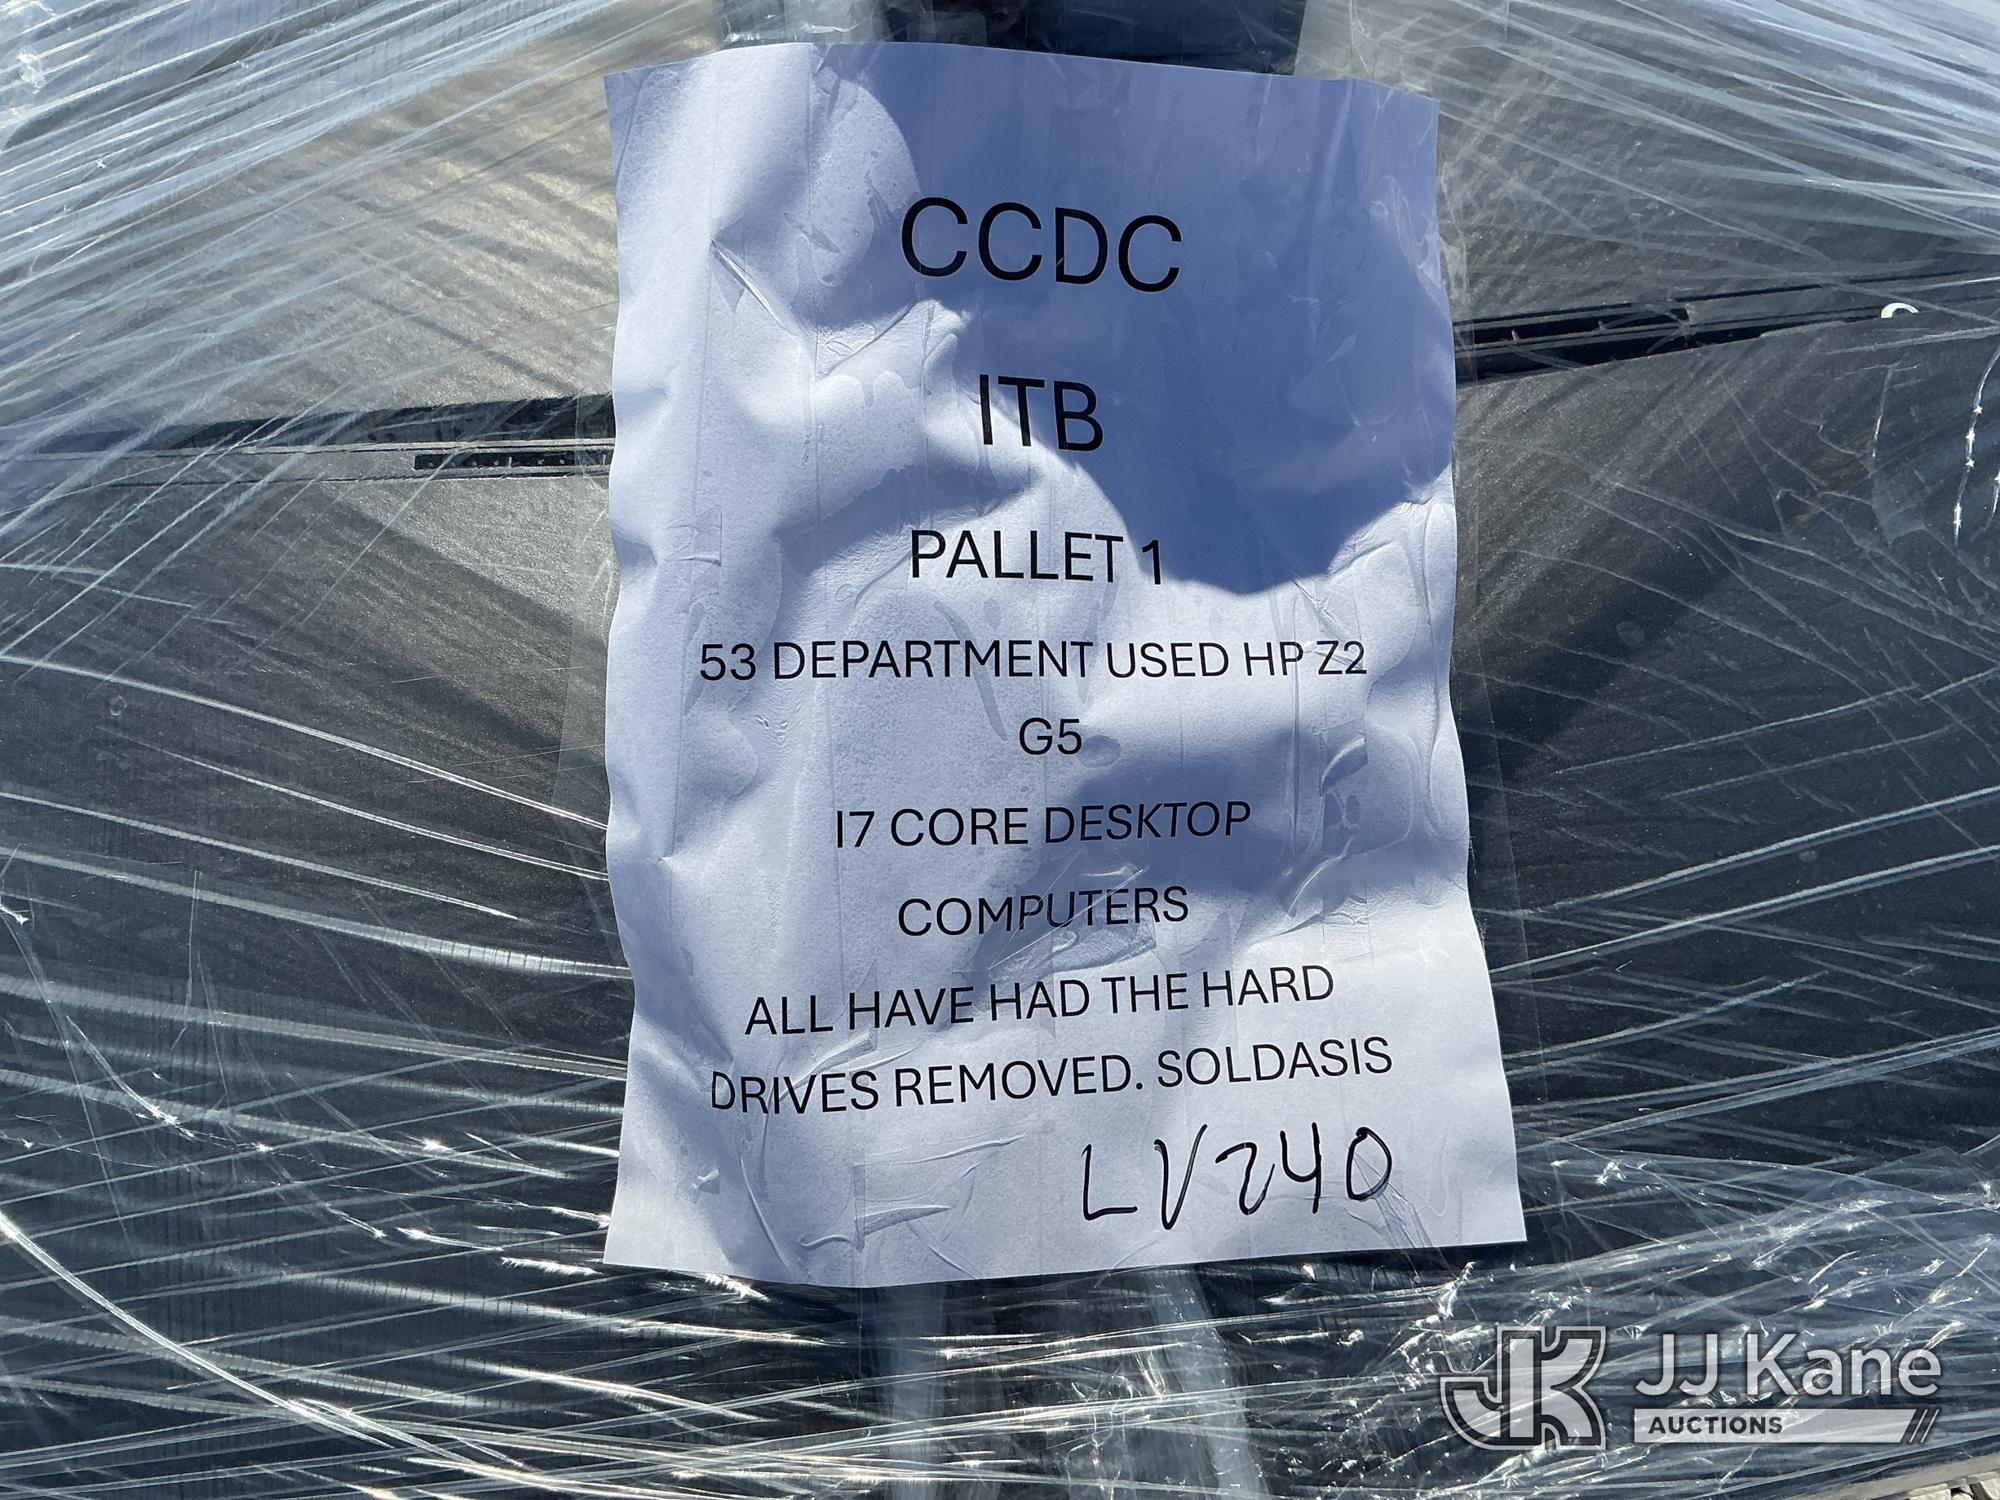 CCDC
ITB
PALLET 1
53 DEPARTMENT USED HP Z2
G5
I7 CORE DESKTOP
COMPUTERS
ALL HAVE HAD THE HARD
DRIVES REMOVED. SOLDASIS
LV240
JK JJ Kane
AUCTIONS